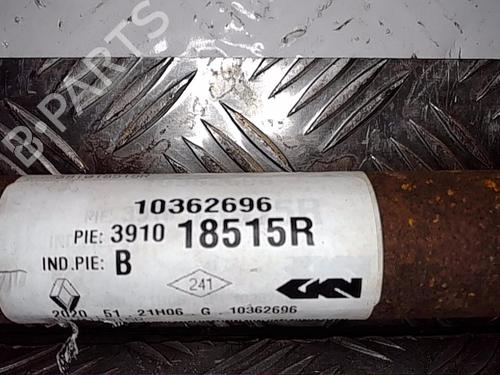 B-PARTS
10362696
PIE: 3910 18515R
IND.PIE: B
241
GKN
2020 51 21H06 G 10362696